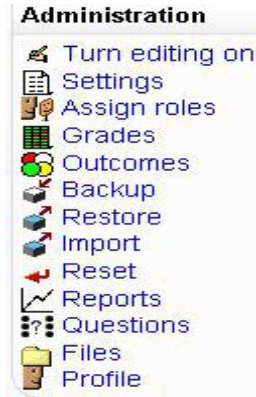 Administration
Turn editing on
Settings
Assign roles
Grades
Outcomes
Backup
Restore
Import
Reset
Reports
Questions
Files
Profile